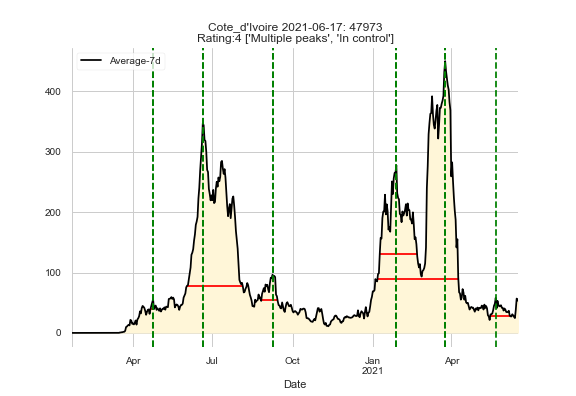 Cote_d'Ivoire 2021-06-17: 47973
Rating:4 ['Multiple peaks', 'In control']
Average-7d
400
300
200
100
0
Apr
Jul
Oct
Jan
2021
Apr
Date